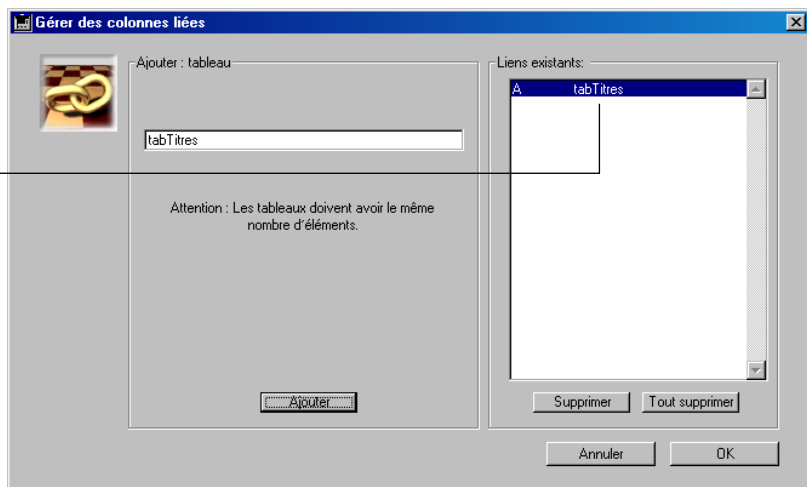 Gérer des colonnes liées
Ajouter : tableau
tabTitres
Attention : Les tableaux doivent avoir le même
nombre d'éléments.
Ajouter
Liens existants:
A tabTitres
Supprimer Tout supprimer
Annuler OK